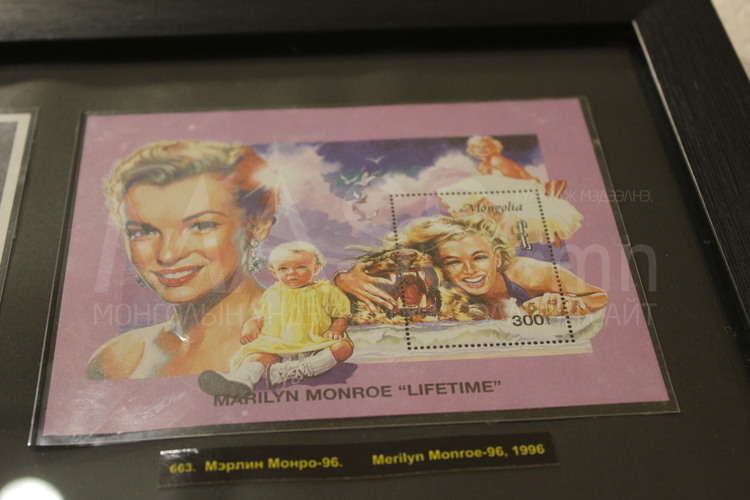 Mongolia
300₮
MARILYN MONROE "LIFETIME"
663. Мэрлин Монро-96. Merilyn Monroe-96, 1996